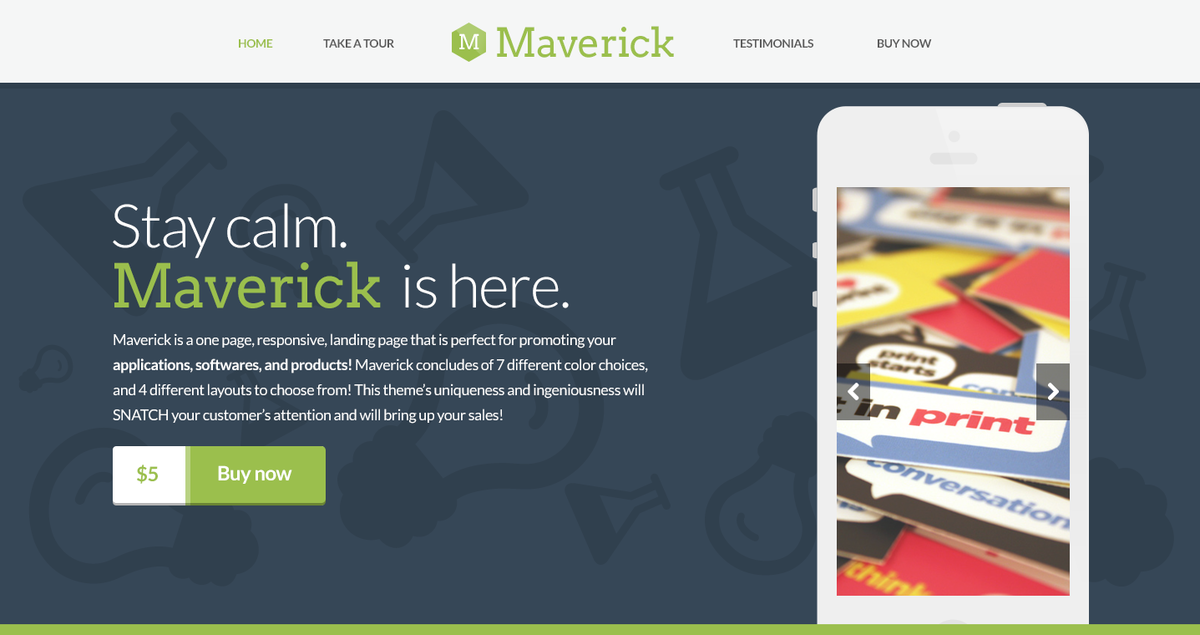 HOME
TAKE A TOUR
M
Maverick
TESTIMONIALS
BUY NOW
Stay calm.
Maverick is here.
Maverick is a one page, responsive, landing page that is perfect for promoting your
applications, softwares, and products! Maverick concludes of 7 different color choices,
and 4 different layouts to choose from! This theme's uniqueness and ingeniousness will
SNATCH your customer's attention and will bring up your sales!
$5
Buy now
print
print
starts
in print
conversation
think